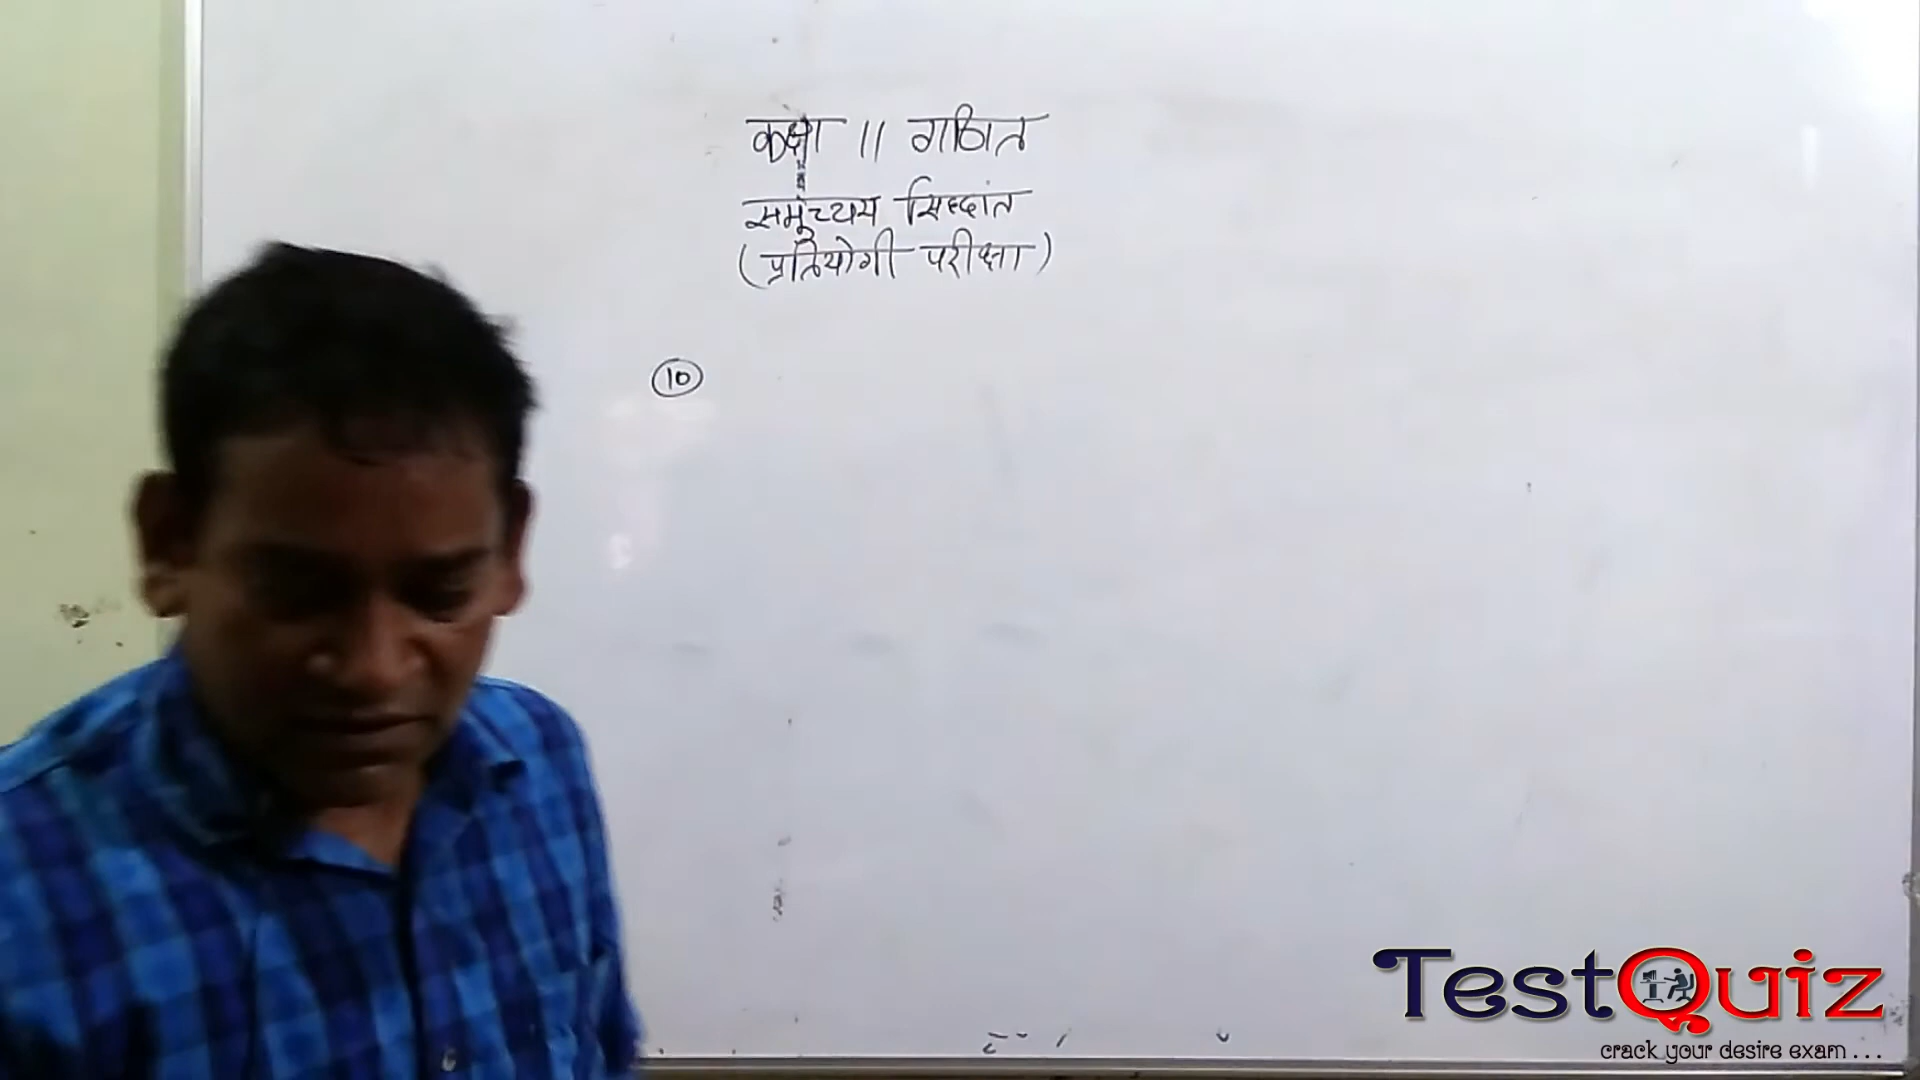 कक्षा 11 गणित
समुच्चय सिद्धांत
(प्रतियोगी परीक्षा)
10
TestQuiz
crack your desire exam...